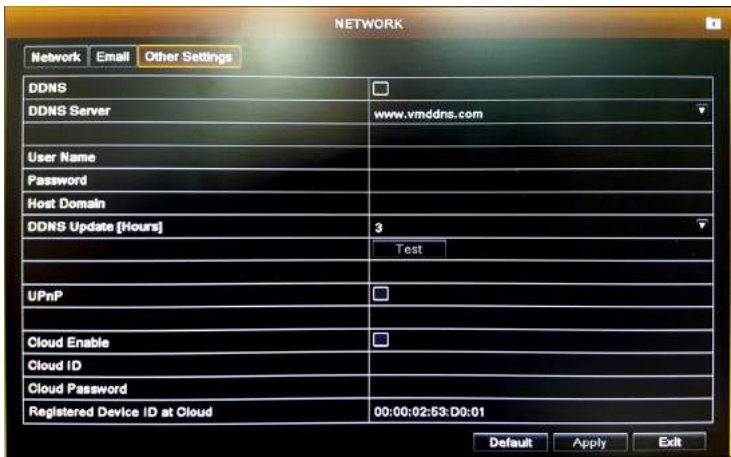 NETWORK
Network Email Other Settings
DDNS
DDNS Server www.vmddns.com
User Name
Password
Host Domain
DDNS Update [Hours] 3
Test
UPnP
Cloud Enable
Cloud ID
Cloud Password
Registered Device ID at Cloud 00:00:02:53:D0:01
Default Apply Exit